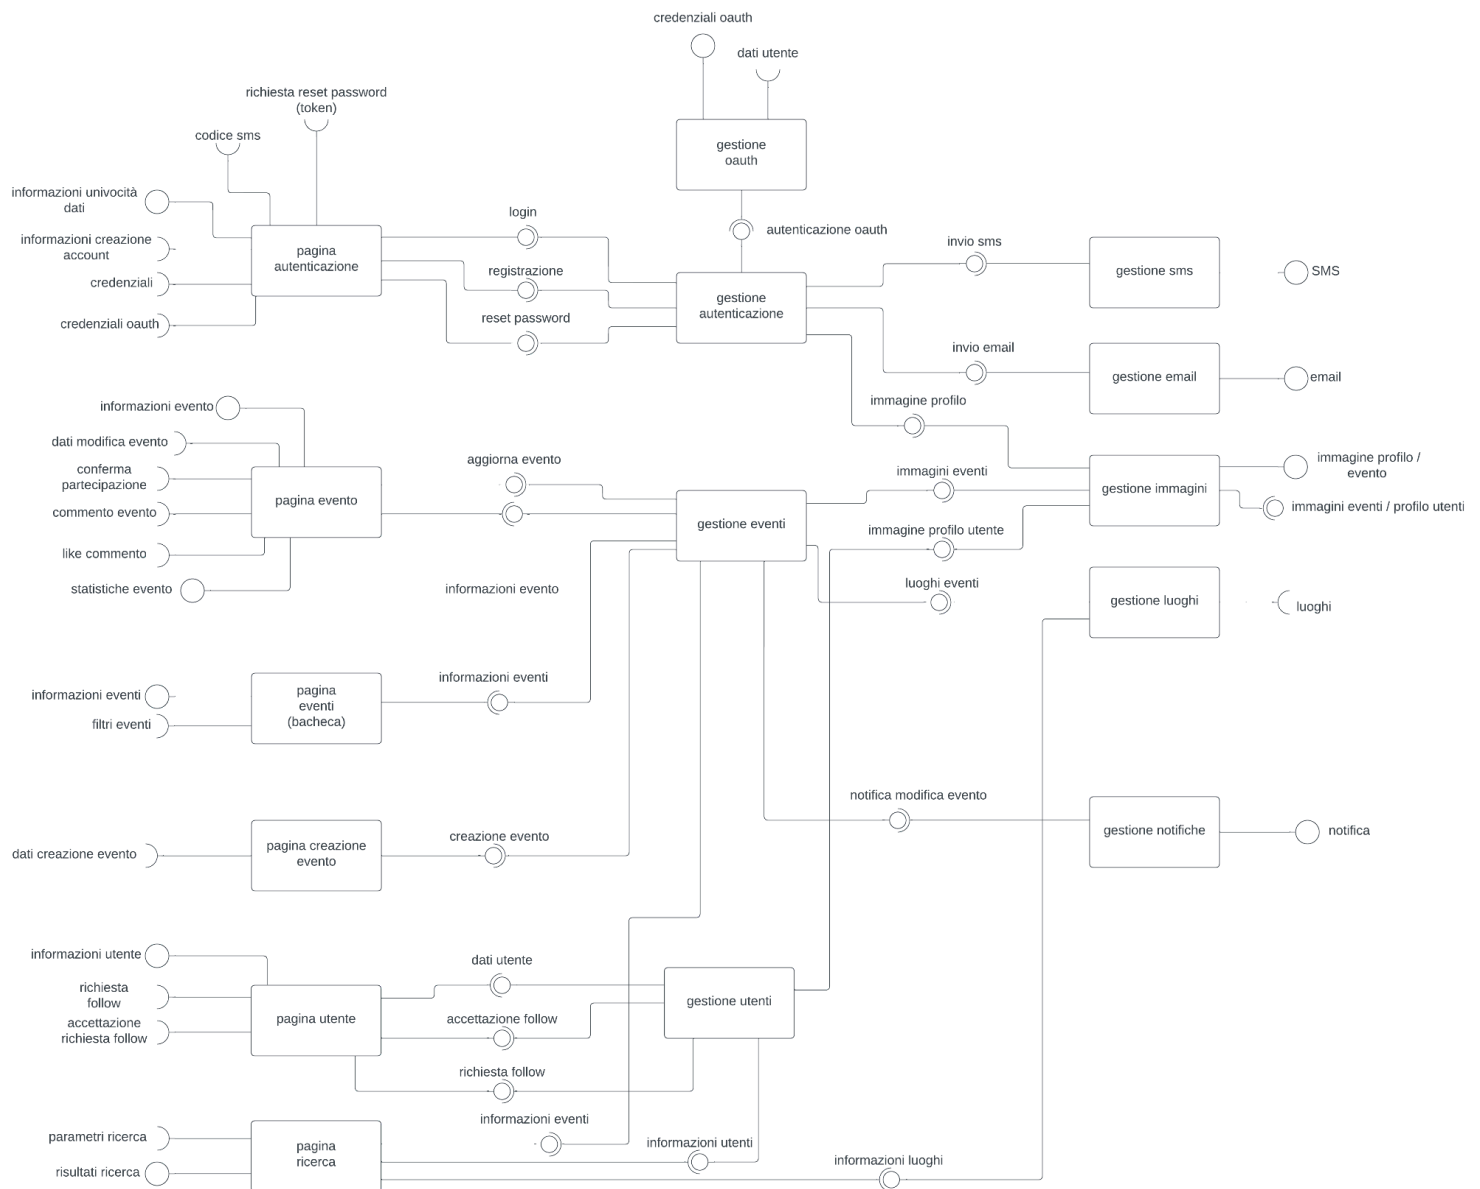 credenziali oauth
dati utente
richiesta reset password
(token)
codice sms
gestione
oauth
informazioni univocità
dati
login
autenticazione oauth
informazioni creazione
account
pagina
autenticazione
invio sms
gestione sms
SMS
credenziali
registrazione
gestione
autenticazione
credenziali oauth
reset password
invio email
gestione email
email
immagine profilo
informazioni evento
dati modifica evento
conferma
partecipazione
aggiorna evento
immagini eventi
gestione immagini
immagine profilo /
evento
pagina evento
commento evento
gestione eventi
immagini eventi / profilo utenti
like commento
immagine profilo utente
statistiche evento
informazioni evento
luoghi eventi
gestione luoghi
luoghi
informazioni eventi
filtri eventi
pagina
eventi
(bacheca)
informazioni eventi
notifica modifica evento
gestione notifiche
notifica
dati creazione evento
pagina creazione
evento
creazione evento
informazioni utente
richiesta
follow
accettazione
richiesta follow
pagina utente
dati utente
accettazione follow
richiesta follow
gestione utenti
parametri ricerca
risultati ricerca
pagina
ricerca
informazioni eventi
informazioni utenti
informazioni luoghi